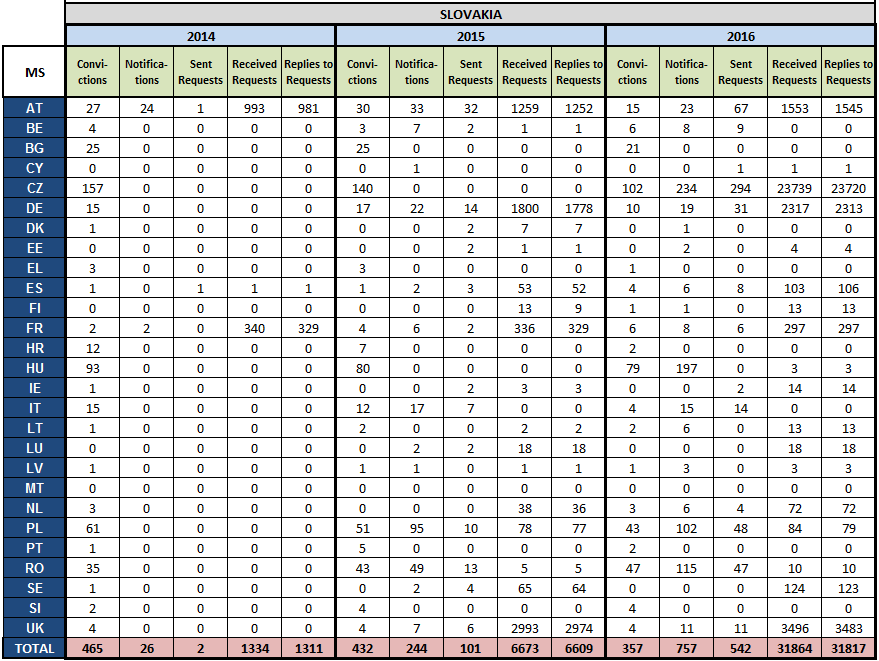 SLOVAKIA
2014 2015 2016
MS Convi- Notifica- Sent Received Replies to Convi- Notifica- Sent Received Replies to Convi- Notifica- Sent Received Replies to
ctions tions Requests Requests Requests ctions tions Requests Requests Requests ctions tions Requests Requests Requests
AT 27 24 1 993 981 30 33 32 1259 1252 15 23 67 1553 1545
BE 4 0 0 0 0 3 7 2 1 1 6 8 9 0 0
BG 25 0 0 0 0 25 0 0 0 0 21 0 0 0 0
CY 0 0 0 0 0 0 1 0 0 0 0 0 1 1 1
CZ 157 0 0 0 0 140 0 0 0 0 102 234 294 23739 23720
DE 15 0 0 0 0 17 22 14 1800 1778 10 19 31 2317 2313
DK 1 0 0 0 0 0 0 2 7 7 0 1 0 0 0
EE 0 0 0 0 0 0 0 2 1 1 0 2 0 4 4
EL 3 0 0 0 0 3 0 0 0 0 1 0 0 0 0
ES 1 0 1 1 1 1 2 3 53 52 4 6 8 103 106
FI 0 0 0 0 0 0 0 0 13 9 1 1 0 13 13
FR 2 2 0 340 329 4 6 2 336 329 6 8 6 297 297
HR 12 0 0 0 0 7 0 0 0 0 2 0 0 0 0
HU 93 0 0 0 0 80 0 0 0 0 79 197 0 3 3
IE 1 0 0 0 0 0 0 2 3 3 0 0 2 14 14
IT 15 0 0 0 0 12 17 7 0 0 4 15 14 0 0
LT 1 0 0 0 0 2 0 0 2 2 2 6 0 13 13
LU 0 0 0 0 0 0 2 2 18 18 0 0 0 18 18
LV 1 0 0 0 0 1 1 0 1 1 1 3 0 3 3
MT 0 0 0 0 0 0 0 0 0 0 0 0 0 0 0
NL 3 0 0 0 0 0 0 0 38 36 3 6 4 72 72
PL 61 0 0 0 0 51 95 10 78 77 43 102 48 84 79
PT 1 0 0 0 0 5 0 0 0 0 2 0 0 0 0
RO 35 0 0 0 0 43 49 13 5 5 47 115 47 10 10
SE 1 0 0 0 0 0 2 4 65 64 0 0 0 124 123
SI 2 0 0 0 0 4 0 0 0 0 4 0 0 0 0
UK 4 0 0 0 0 4 7 6 2993 2974 4 11 11 3496 3483
TOTAL 465 26 2 1334 1311 432 244 101 6673 6609 357 757 542 31864 31817